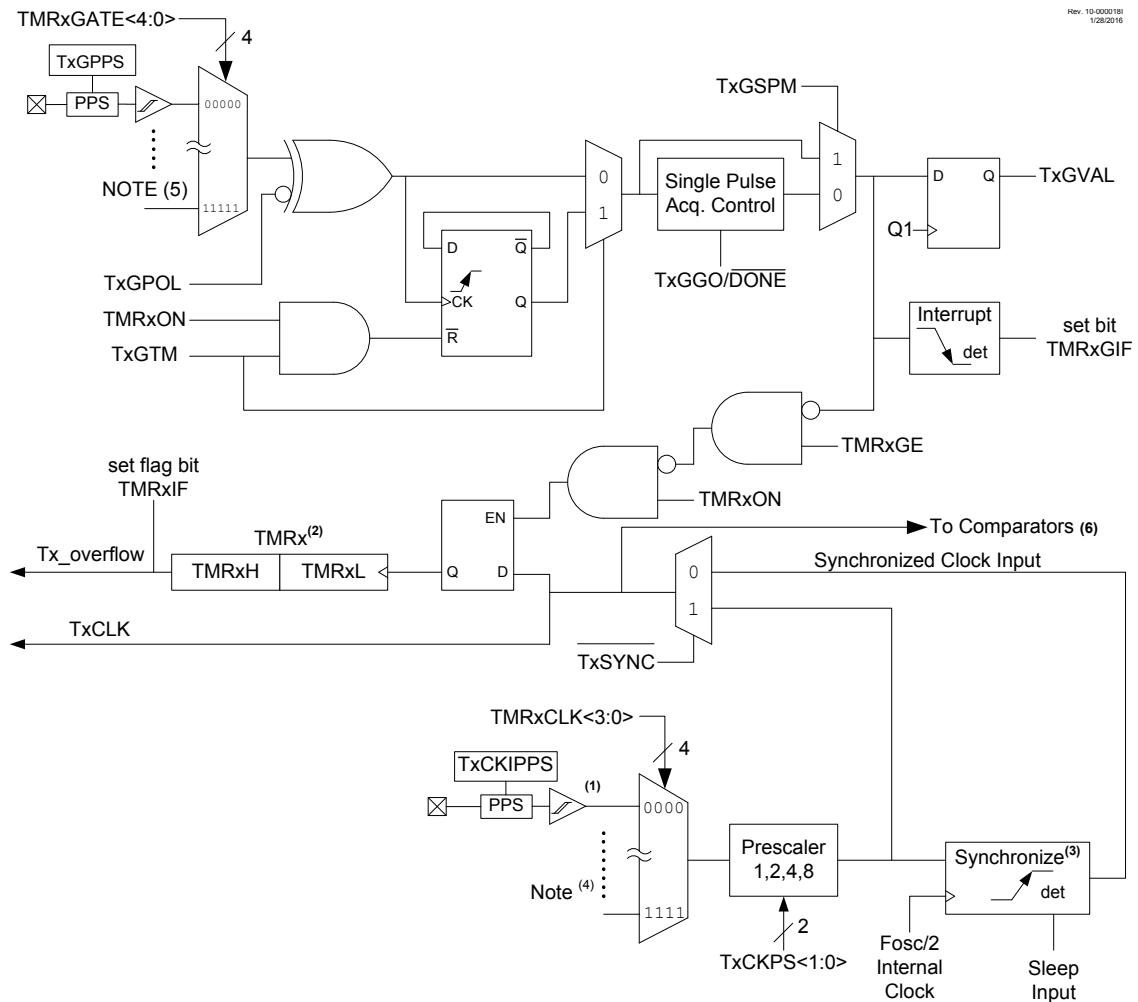 Rev. 10-000018I
1/28/2016
TMRxGATE<4:0>
4
TxGPPS
PPS
00000
NOTE (5)
11111
TxGPOL
TMRxON
TxGTM
D
Q
CK
Q
R
0
1
Single Pulse
Acq. Control
TxGGO/DONE
TxGSPM
1
0
D
Q
Q1
TxGVAL
Interrupt
det
set bit
TMRxGIF
TMRxGE
TMRxON
set flag bit
TMRxIF
Tx_overflow
TMRx(2)
TMRxH
TMRxL
EN
Q
D
TxCLK
To Comparators (6)
Synchronized Clock Input
0
1
TxSYNC
TMRxCLK<3:0>
4
TxCKIPPS
PPS
(1)
0000
Note (4)
1111
Prescaler
1,2,4,8
2
TxCKPS<1:0>
Synchronize(3)
det
Fosc/2
Internal
Clock
Sleep
Input